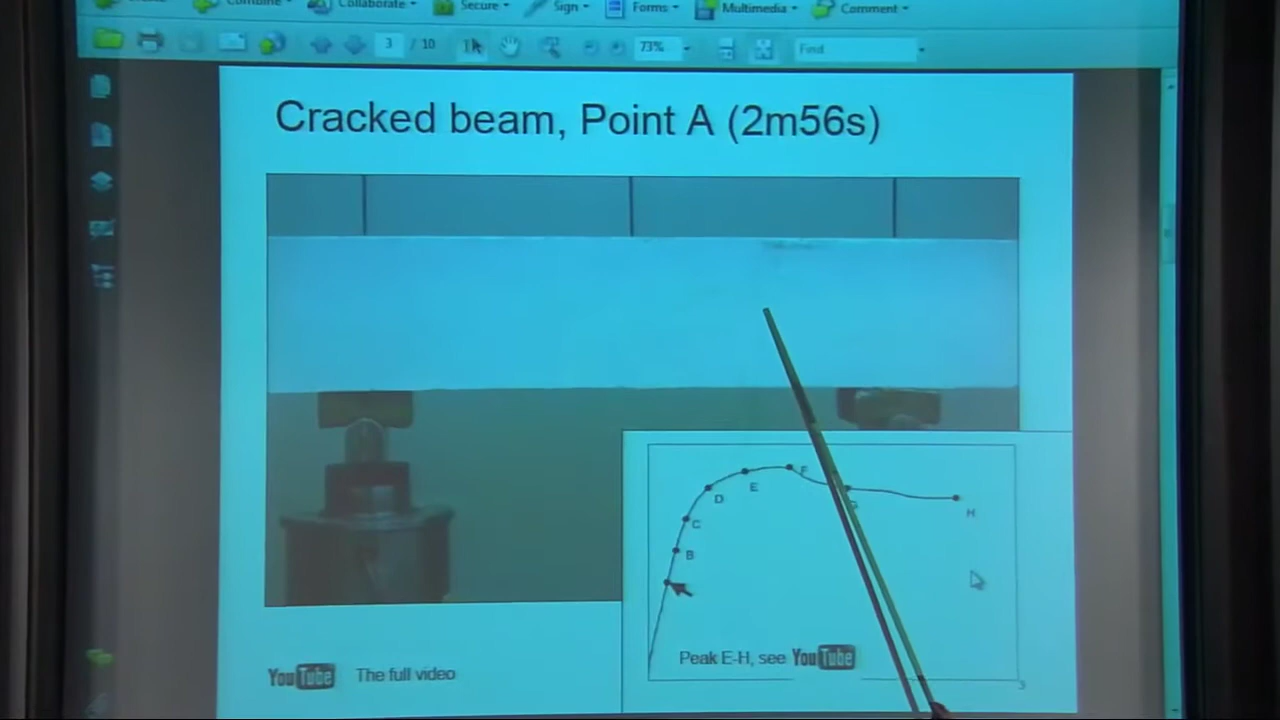 Combine Collaborate Secure Sign Forms Multimedia Comment
3 / 10 73% Find
Cracked beam, Point A (2m56s)
F
E
D
G
H
C
B
Peak E-H, see YouTube
YouTube The full video
3